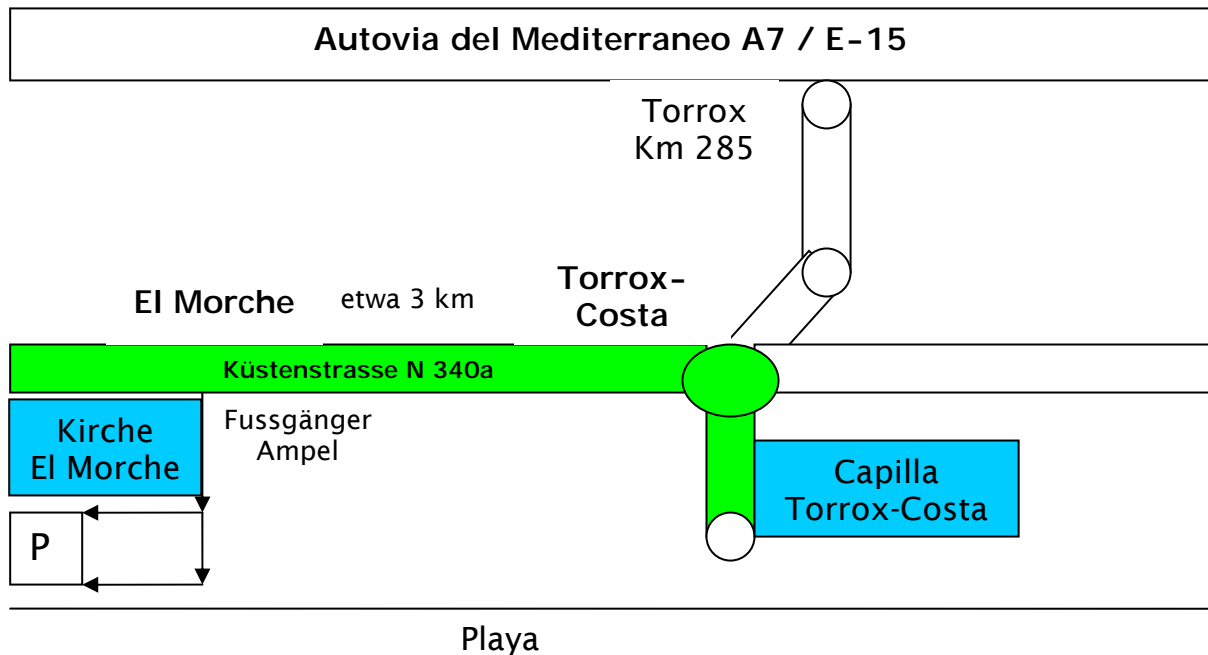 Autovia del Mediterraneo A7 / E-15
Torrox
Km 285
El Morche
etwa 3 km
Torrox-
Costa
Küstenstrasse N 340a
Kirche
El Morche
Fussgänger
Ampel
Capilla
Torrox-Costa
P
Playa